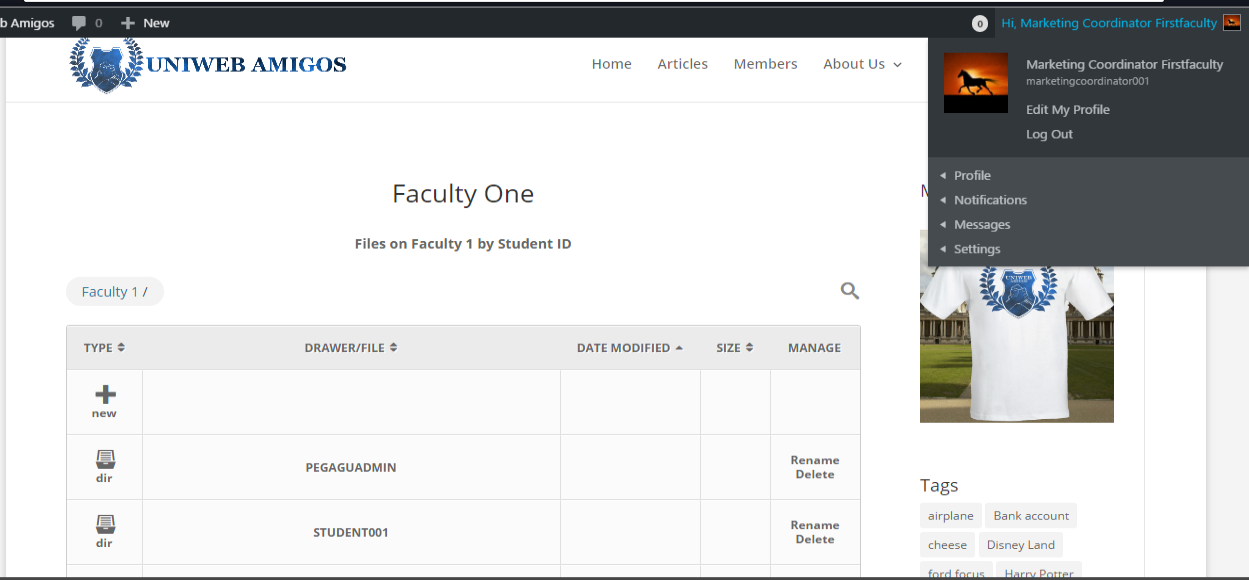 b Amigos 0 New 0 Hi, Marketing Coordinator Firstfaculty
UNIWEB AMIGOS Home Articles Members About Us
Marketing Coordinator Firstfaculty
marketingcoordinator001
Edit My Profile
Log Out
Profile
Notifications
Messages
Settings
Faculty One
Files on Faculty 1 by Student ID
Faculty 1 /
TYPE DRAWER/FILE DATE MODIFIED SIZE MANAGE
new
dir PEGAGUADMIN Rename
Delete
dir STUDENT001 Rename
Delete
M
UNIWEB
Tags
airplane Bank account
cheese Disney Land
ford focus Harry Potter